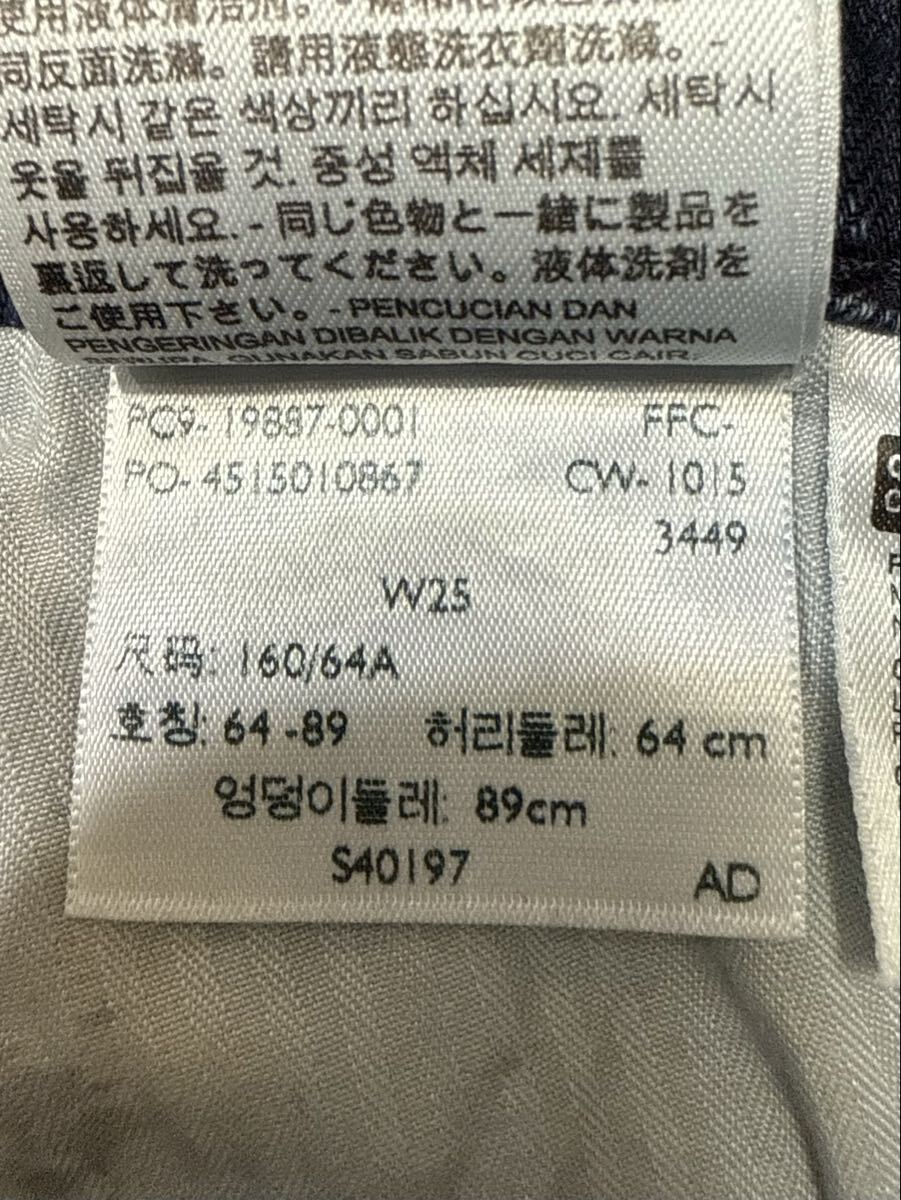 使用液体清洁剂。-
同反面洗滌。請用液態洗衣劑洗滌。-
세탁시 같은 색상끼리 하십시요. 세탁시
옷을 뒤집을 것. 중성 액체 세제를
사용하세요. - 同じ色物と一緒に製品を
裏返して洗ってください。液体洗剤を
ご使用下さい。- PENCUCIAN DAN
PENGERINGAN DIBALIK DENGAN WARNA
SERUPA. GUNAKAN SABUN CUCI CAIR.
PC9- 19887-0001 FFC-
PO- 4515010867 CW- 1015
3449
W25
尺码: 160/64A
호칭: 64 -89 허리둘레: 64 cm
엉덩이둘레: 89cm
S40197 AD